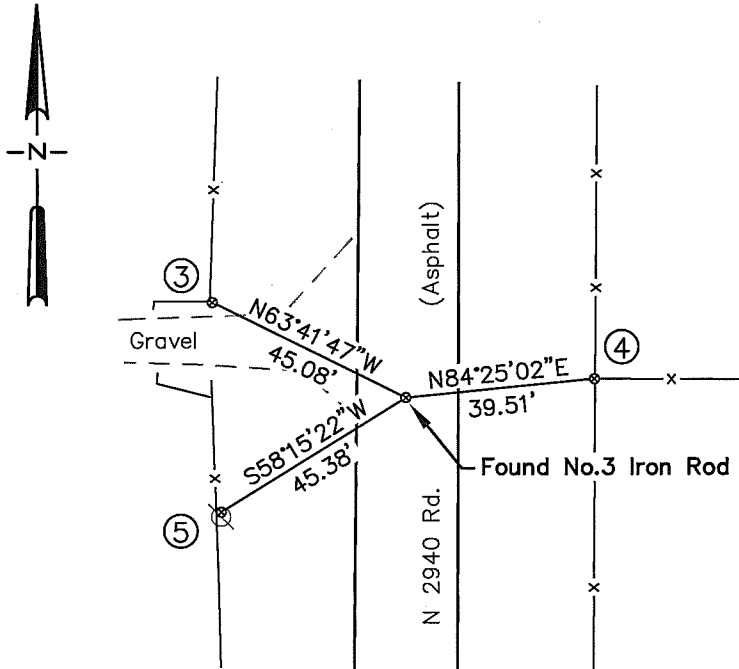 -N-
(Asphalt)
3
N63°41'47"W
45.08'
Gravel
4
N84°25'02"E
39.51'
S58°15'22"W
45.38'
Found No.3 Iron Rod
5
N 2940 Rd.